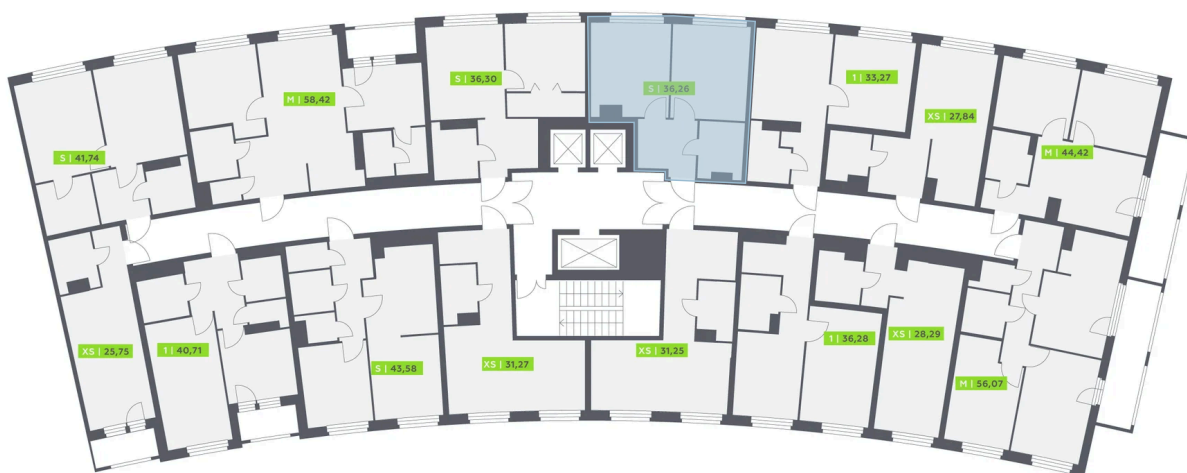 S | 36,30
S | 36,26
1 | 33,27
M | 58,42
XS | 27,84
S | 41,74
M | 44,42
XS | 25,75
1 | 40,71
S | 43,58
XS | 31,27
XS | 31,25
1 | 36,28
XS | 28,29
M | 56,07